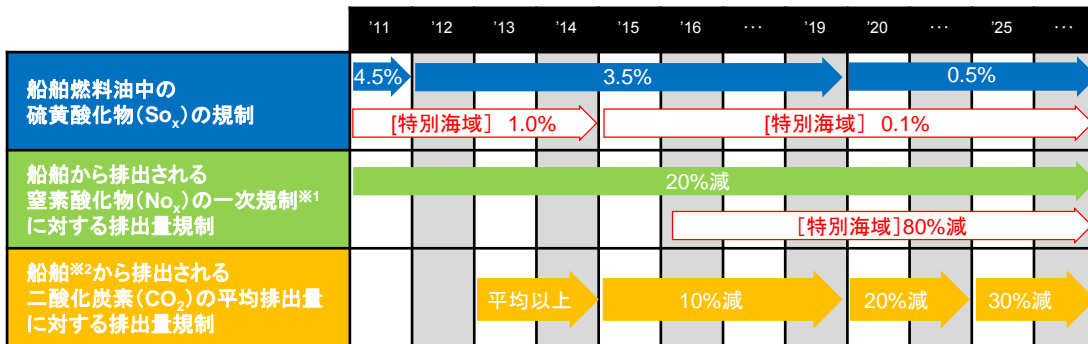 '11 '12 '13 '14 '15 '16 ··· '19 '20 ··· '25 ···
船舶燃料油中の
硫黄酸化物(Soₓ)の規制
4.5% 3.5% 0.5%
[特別海域] 1.0% [特別海域] 0.1%
船舶から排出される
窒素酸化物(Noₓ)の一次規制※1
に対する排出量規制
20%減
[特別海域]80%減
船舶※2から排出される
二酸化炭素(CO₂)の平均排出量
に対する排出量規制
平均以上 10%減 20%減 30%減